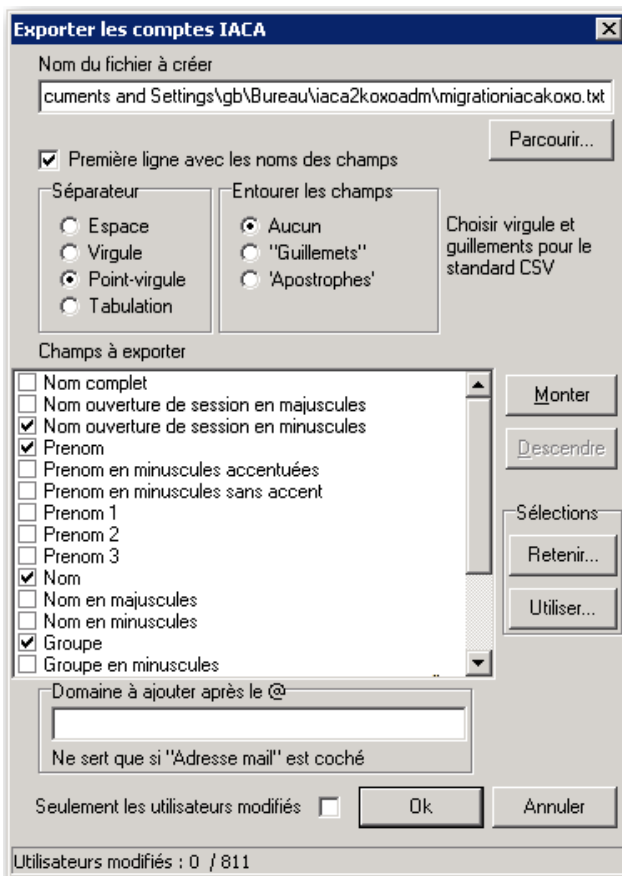 Exporter les comptes IACA
Nom du fichier à créer
cuments and Settings\gb\Bureau\iaca2koxoadm\migrationiacakoxo.txt
Parcourir...
Première ligne avec les noms des champs
Séparateur
Espace
Virgule
Point-virgule
Tabulation
Entourer les champs
Aucun
"Guillemets"
'Apostrophes'
Choisir virgule et
guillements pour le
standard CSV
Champs à exporter
Nom complet
Nom ouverture de session en majuscules
Nom ouverture de session en minuscules
Prenom
Prenom en minuscules accentuées
Prenom en minuscules sans accent
Prenom 1
Prenom 2
Prenom 3
Nom
Nom en majuscules
Nom en minuscules
Groupe
Groupe en minuscules
Monter
Descendre
Sélections
Retenir...
Utiliser...
Domaine à ajouter après le @
Ne sert que si "Adresse mail" est coché
Seulement les utilisateurs modifiés
Ok
Annuler
Utilisateurs modifiés : 0 / 811